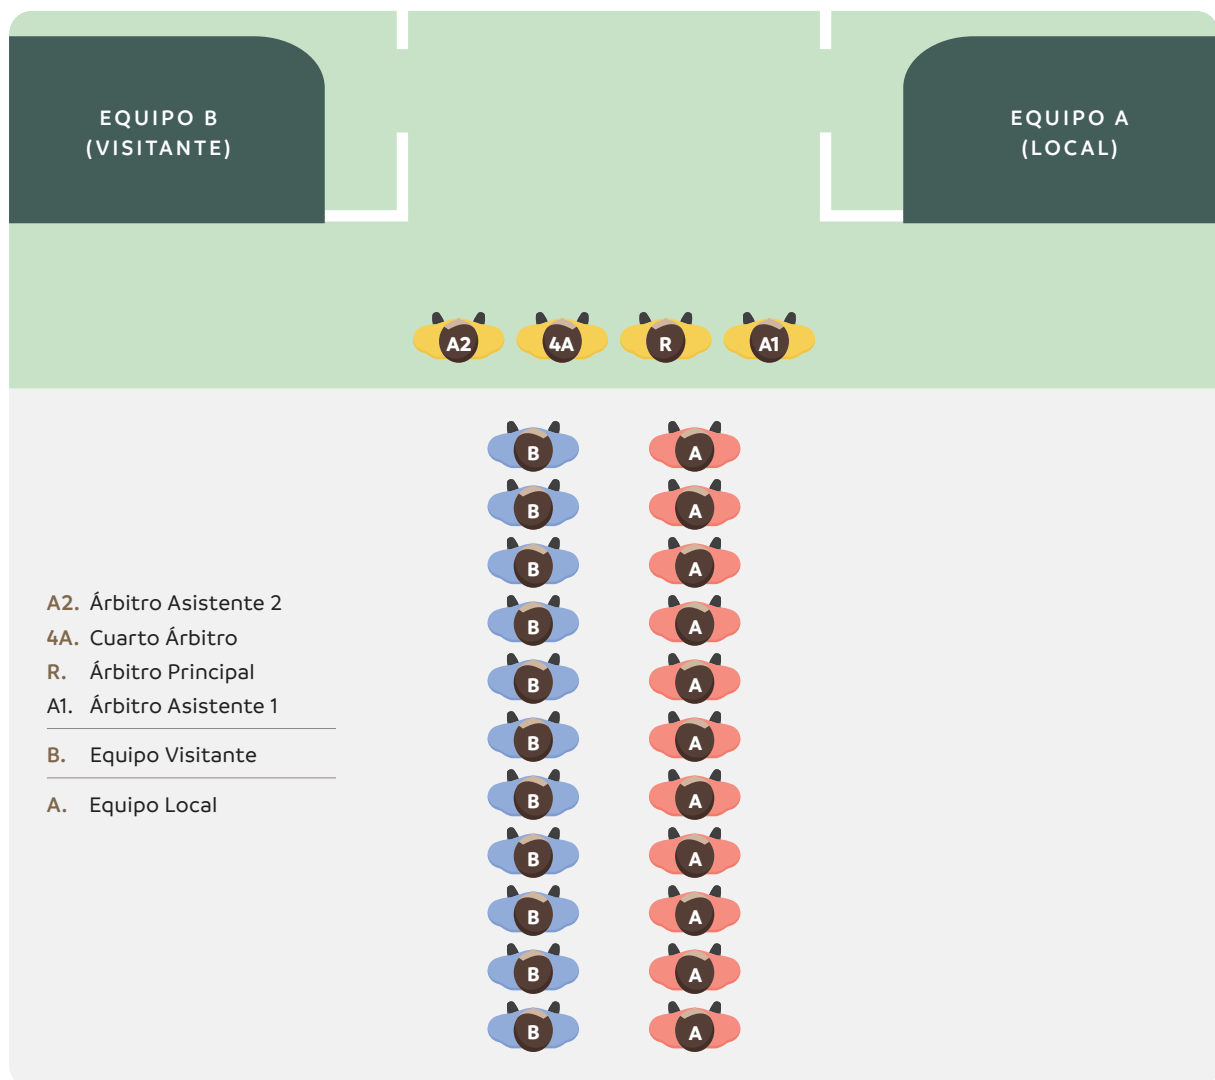 EQUIPO B
(VISITANTE)
EQUIPO A
(LOCAL)
A2 4A R A1
B A
B A
B A
B A
B A
B A
B A
B A
B A
B A
B A
A2. Árbitro Asistente 2
4A. Cuarto Árbitro
R. Árbitro Principal
A1. Árbitro Asistente 1
B. Equipo Visitante
A. Equipo Local